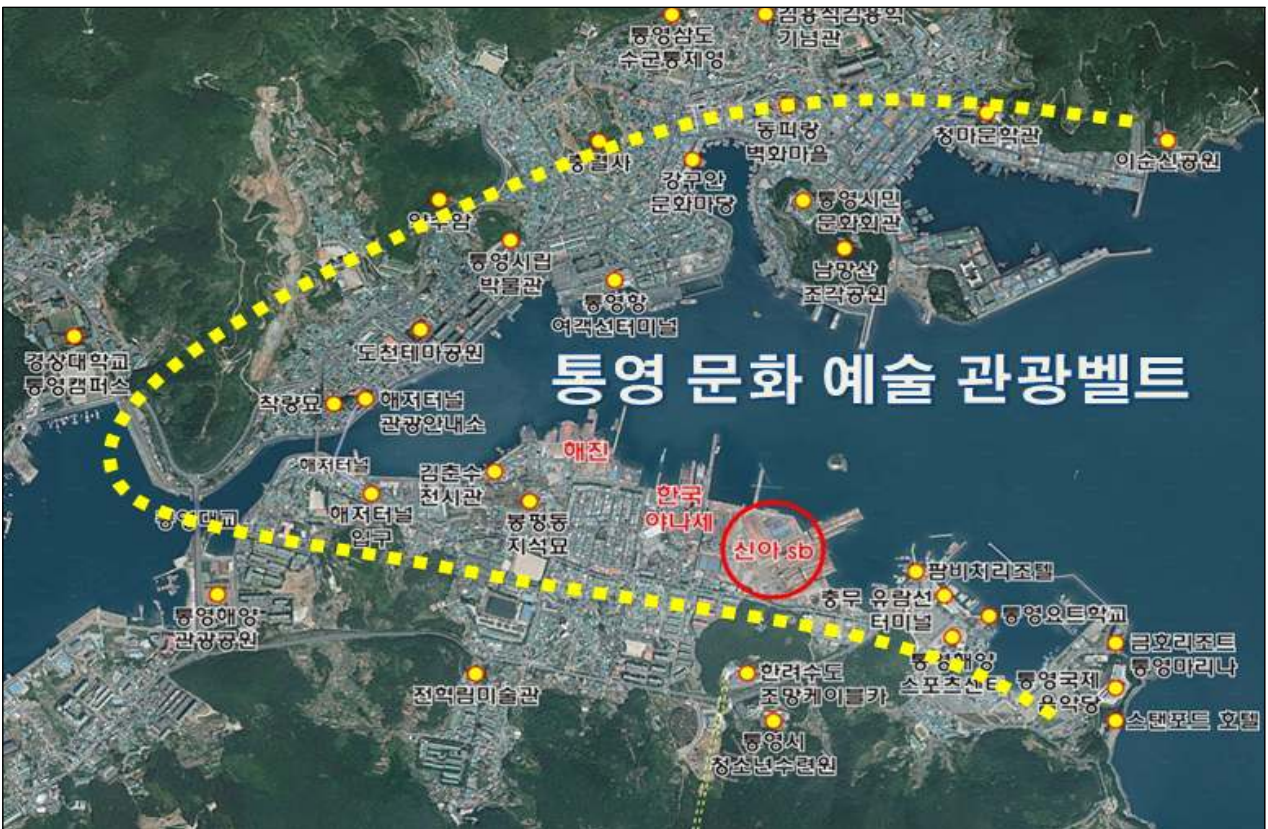 통영삼도
수군통제영
김용식김용익
기념관
동피랑
벽화마을
청마문학관
이순신공원
충렬사
강구안
문화마당
통영시민
문화회관
남망산
조각공원
통영시립
박물관
통영항
여객선터미널
경상대학교
통영캠퍼스
도천테마공원
통영 문화 예술 관광벨트
착량묘
해저터널
관광안내소
해진
해저터널
김춘수
전시관
해저터널
입구
봉평동
지석묘
한국
야나세
통영대교
신아 sb
팜비치리조텔
충무 유람선
터미널
통영요트학교
통영해양
관광공원
통영해양
스포츠센터
금호리조트
통영마리나
통영국제
음악당
스탠포드 호텔
전혁림미술관
한려수도
조망케이블카
통영시
청소년수련원